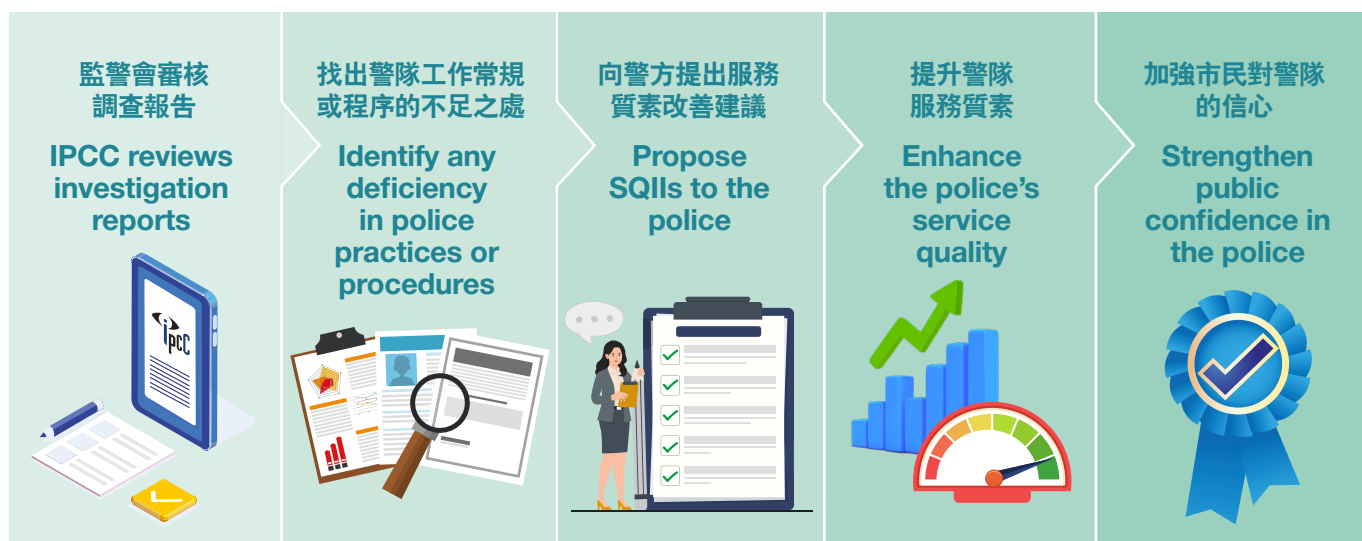 監警會審核
調查報告
IPCC reviews
investigation
reports
ipcc
找出警隊工作常規
或程序的不足之處
Identify any
deficiency
in police
practices or
procedures
向警方提出服務
質素改善建議
Propose
SQIIs to the
police
提升警隊
服務質素
Enhance
the police's
service
quality
加強市民對警隊
的信心
Strengthen
public
confidence in
the police